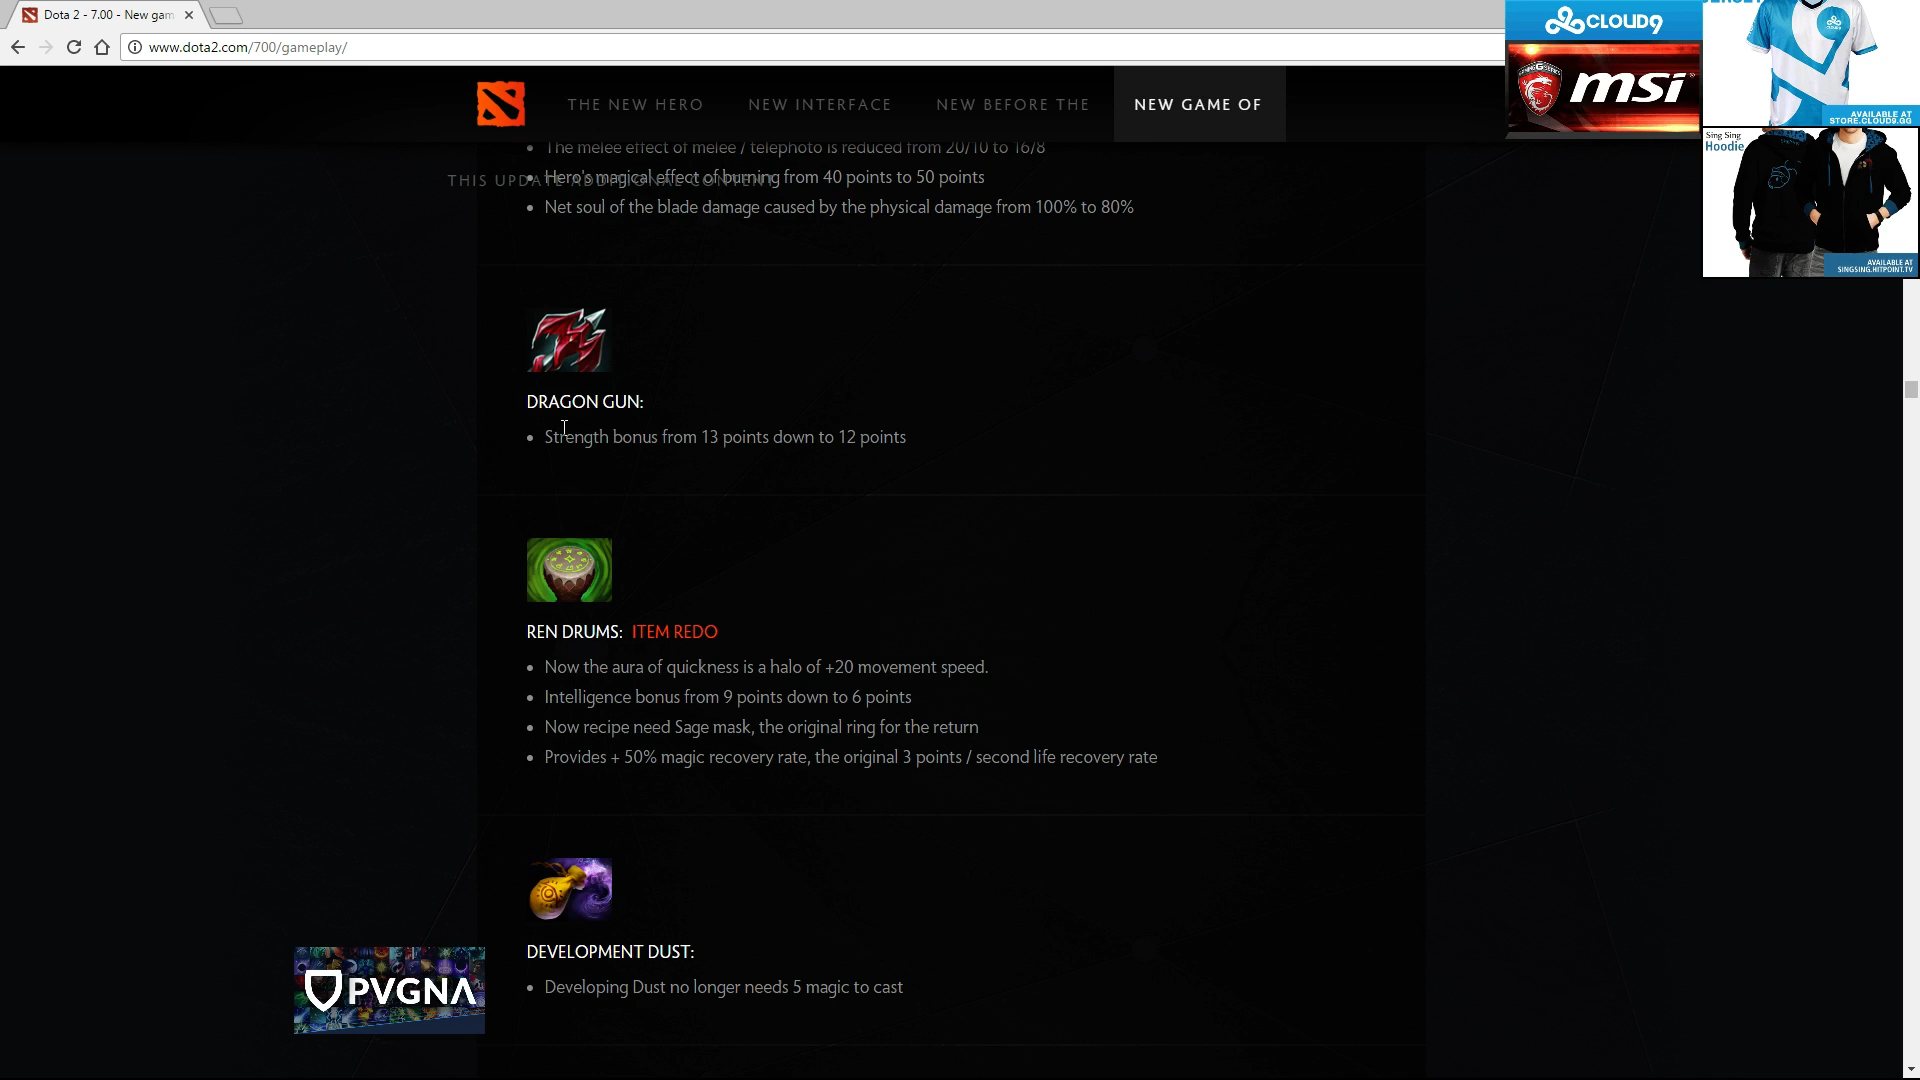 Dota 2 - 7.00 - New gam
www.dota2.com/700/gameplay/
THE NEW HERO
NEW INTERFACE
NEW BEFORE THE
NEW GAME OF
CLOUD9
msi
AVAILABLE AT
STORE.CLOUD9.GG
Sing Sing
Hoodie
AVAILABLE AT
SINGSING.HITPOINT.TV
The melee effect of melee / telephoto is reduced from 20/10 to 16/8
THIS UPDATE ADDITIONAL CONTENT
Hero's magical effect of burning from 40 points to 50 points
Net soul of the blade damage caused by the physical damage from 100% to 80%
DRAGON GUN:
Strength bonus from 13 points down to 12 points
REN DRUMS: ITEM REDO
Now the aura of quickness is a halo of +20 movement speed.
Intelligence bonus from 9 points down to 6 points
Now recipe need Sage mask, the original ring for the return
Provides + 50% magic recovery rate, the original 3 points / second life recovery rate
DEVELOPMENT DUST:
Developing Dust no longer needs 5 magic to cast
PVGNA